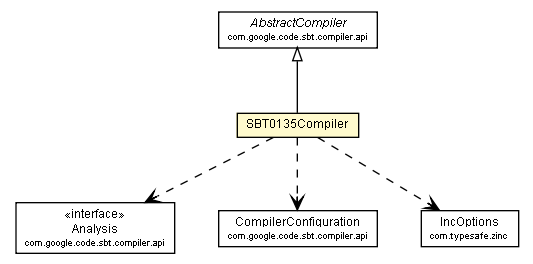 AbstractCompiler
com.google.code.sbt.compiler.api
SBT0135Compiler
«interface»
Analysis
com.google.code.sbt.compiler.api
CompilerConfiguration
com.google.code.sbt.compiler.api
IncOptions
com.typesafe.zinc